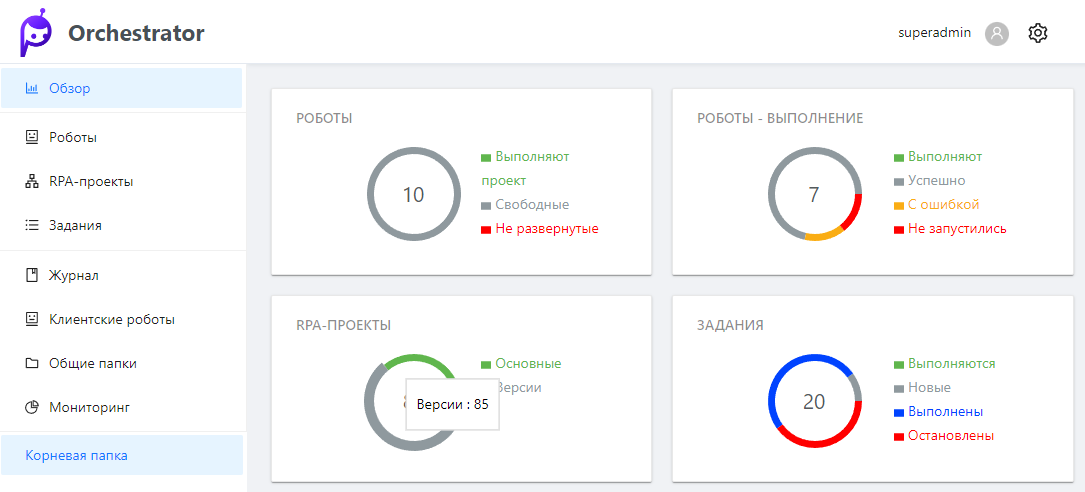 Orchestrator
superadmin
Обзор
Роботы
RPA-проекты
Задания
Журнал
Клиентские роботы
Общие папки
Мониторинг
Корневая папка
РОБОТЫ
10
Выполняют
проект
Свободные
Не развернутые
РОБОТЫ - ВЫПОЛНЕНИЕ
7
Выполняют
Успешно
С ошибкой
Не запустились
RPA-ПРОЕКТЫ
Основные
Версии
Версии : 85
ЗАДАНИЯ
20
Выполняются
Новые
Выполнены
Остановлены